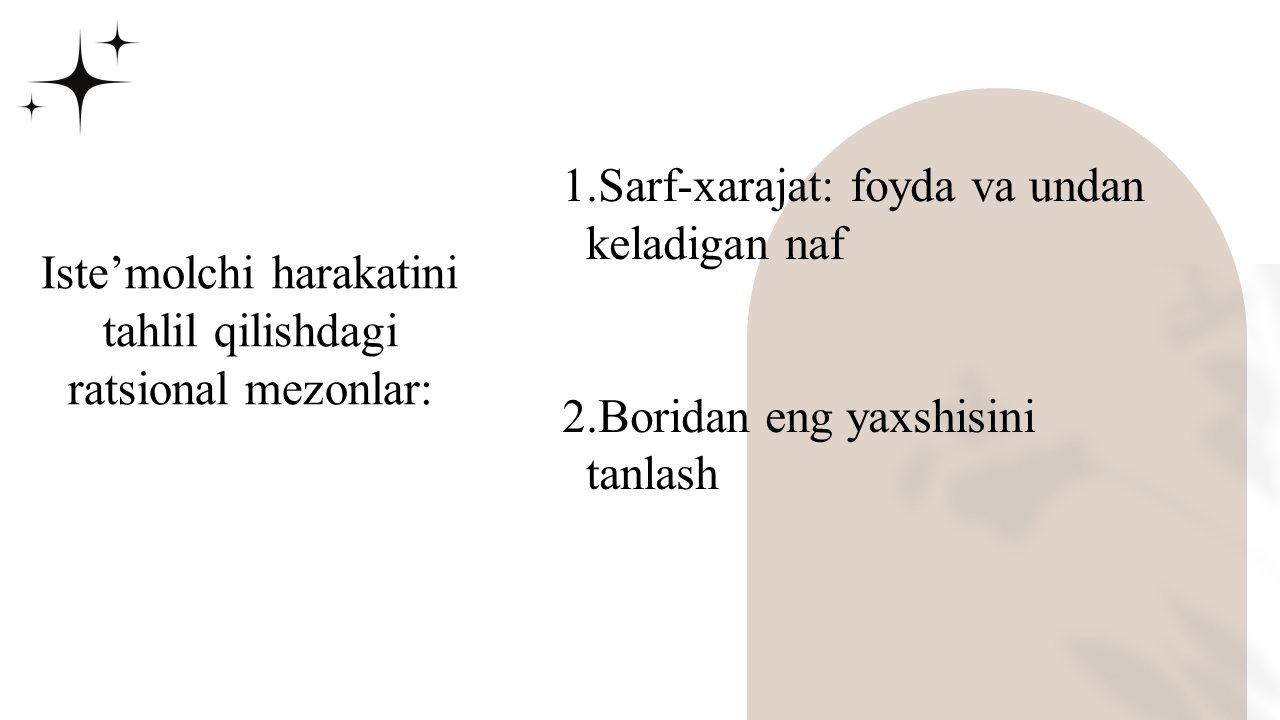 Iste’molchi harakatini
tahlil qilishdagi
ratsional mezonlar:
1.Sarf-xarajat: foyda va undan
keladigan naf
2.Boridan eng yaxshisini
tanlash